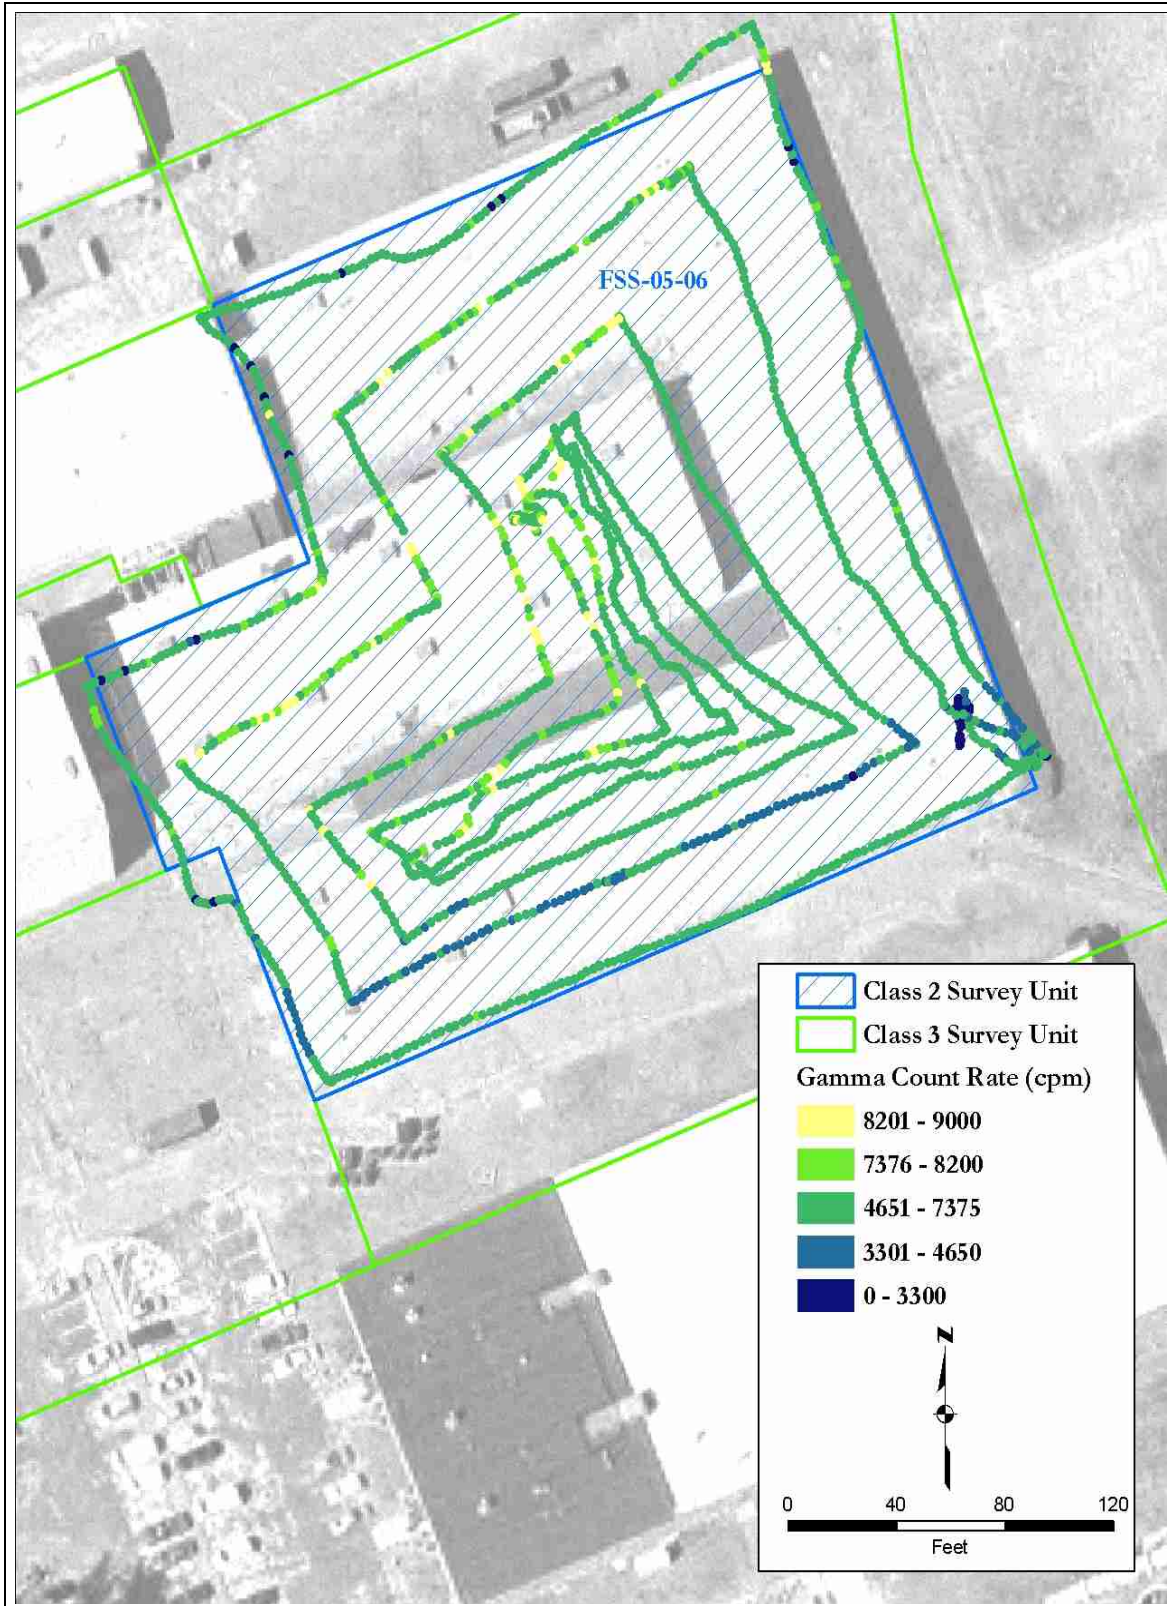 FSS-05-06
Class 2 Survey Unit
Class 3 Survey Unit
Gamma Count Rate (cpm)
8201 - 9000
7376 - 8200
4651 - 7375
3301 - 4650
0 - 3300
N
0 40 80 120
Feet